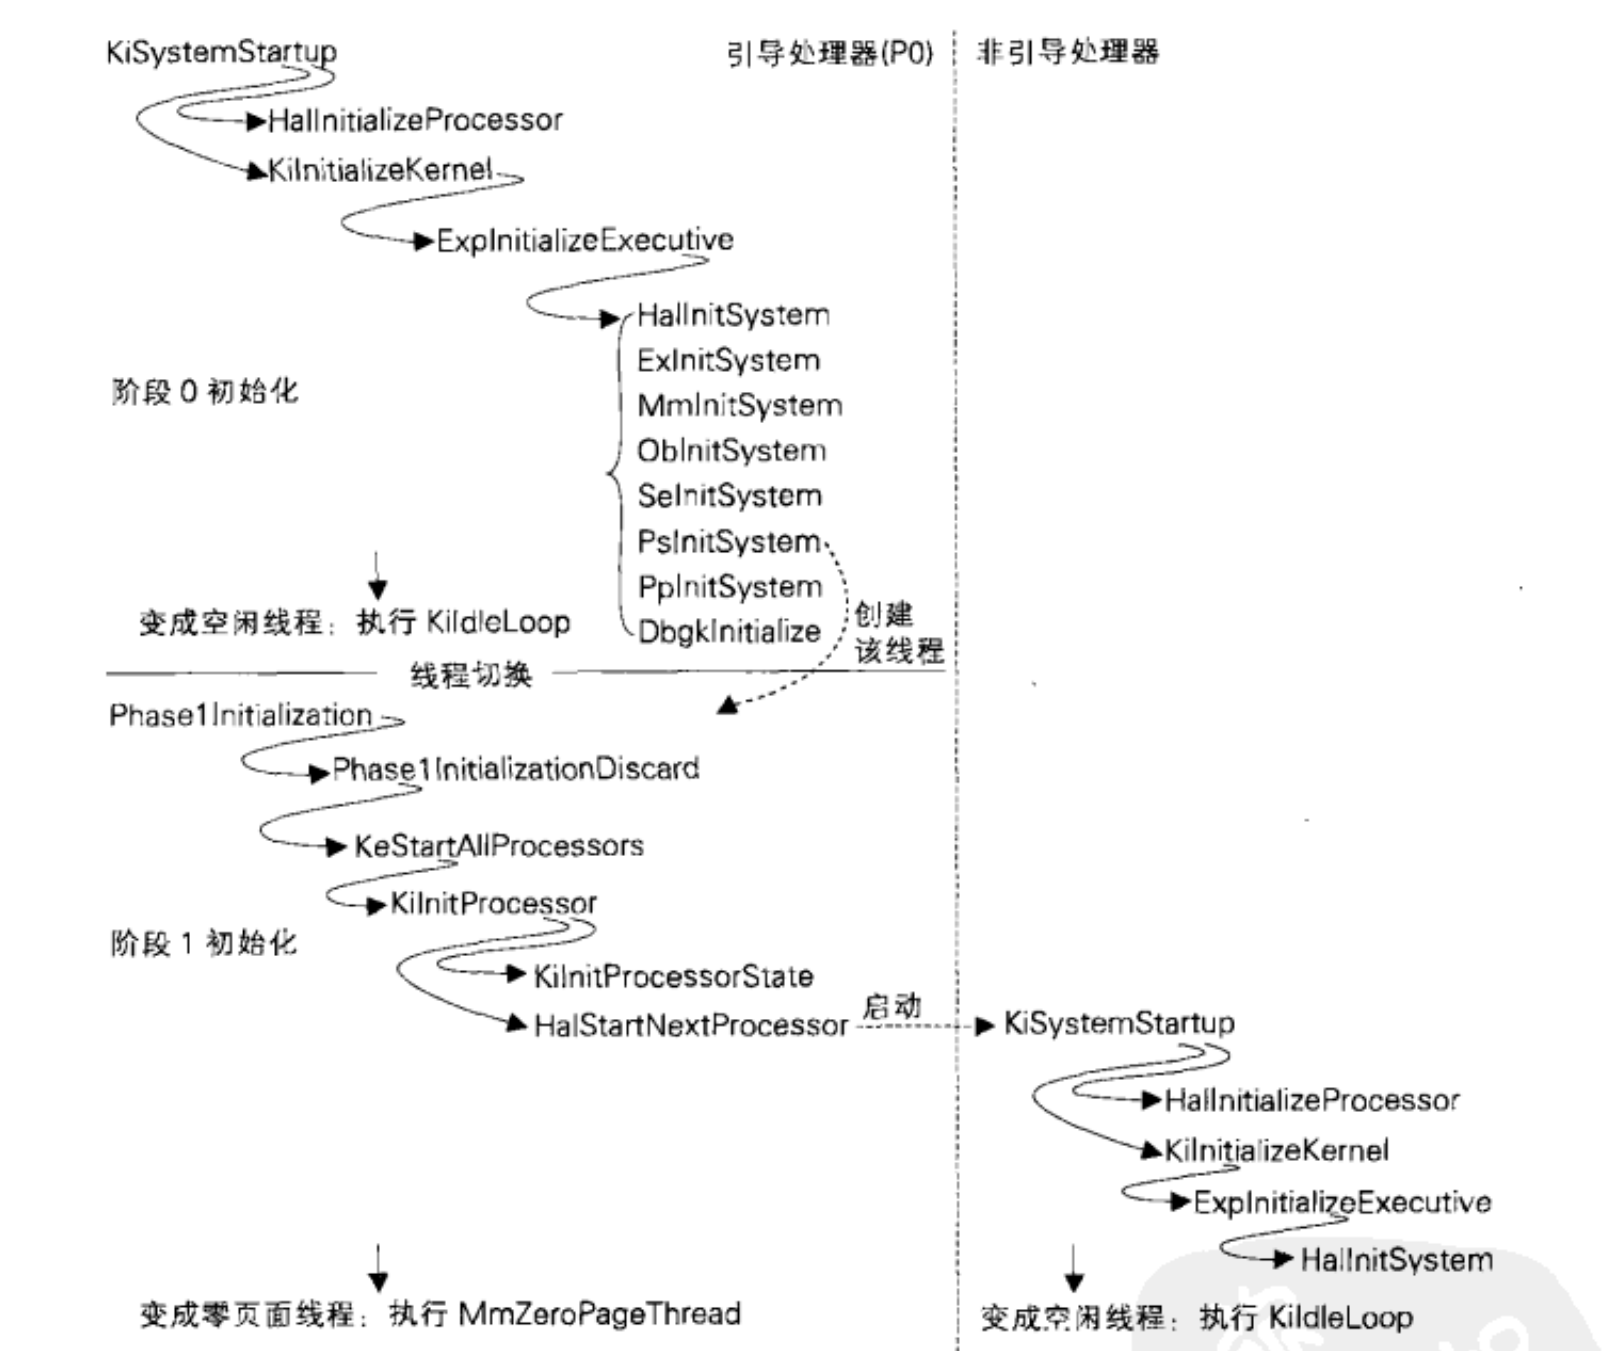 KiSystemStartup
引导处理器(P0)
非引导处理器
HalInitializeProcessor
KiInitializeKernel
ExpInitializeExecutive
HalInitSystem
ExInitSystem
阶段 0 初始化
MmInitSystem
ObInitSystem
SeInitSystem
PsInitSystem
PpInitSystem
创建
变成空闲线程：执行 KiIdleLoop
DbgkInitialize
该线程
线程切换
Phase1Initialization
Phase1InitializationDiscard
KeStartAllProcessors
KiInitProcessor
阶段 1 初始化
KiInitProcessorState
启动
HalStartNextProcessor
KiSystemStartup
HalInitializeProcessor
KiInitializeKernel
ExpInitializeExecutive
HalInitSystem
变成零页面线程：执行 MmZeroPageThread
变成空闲线程：执行 KiIdleLoop